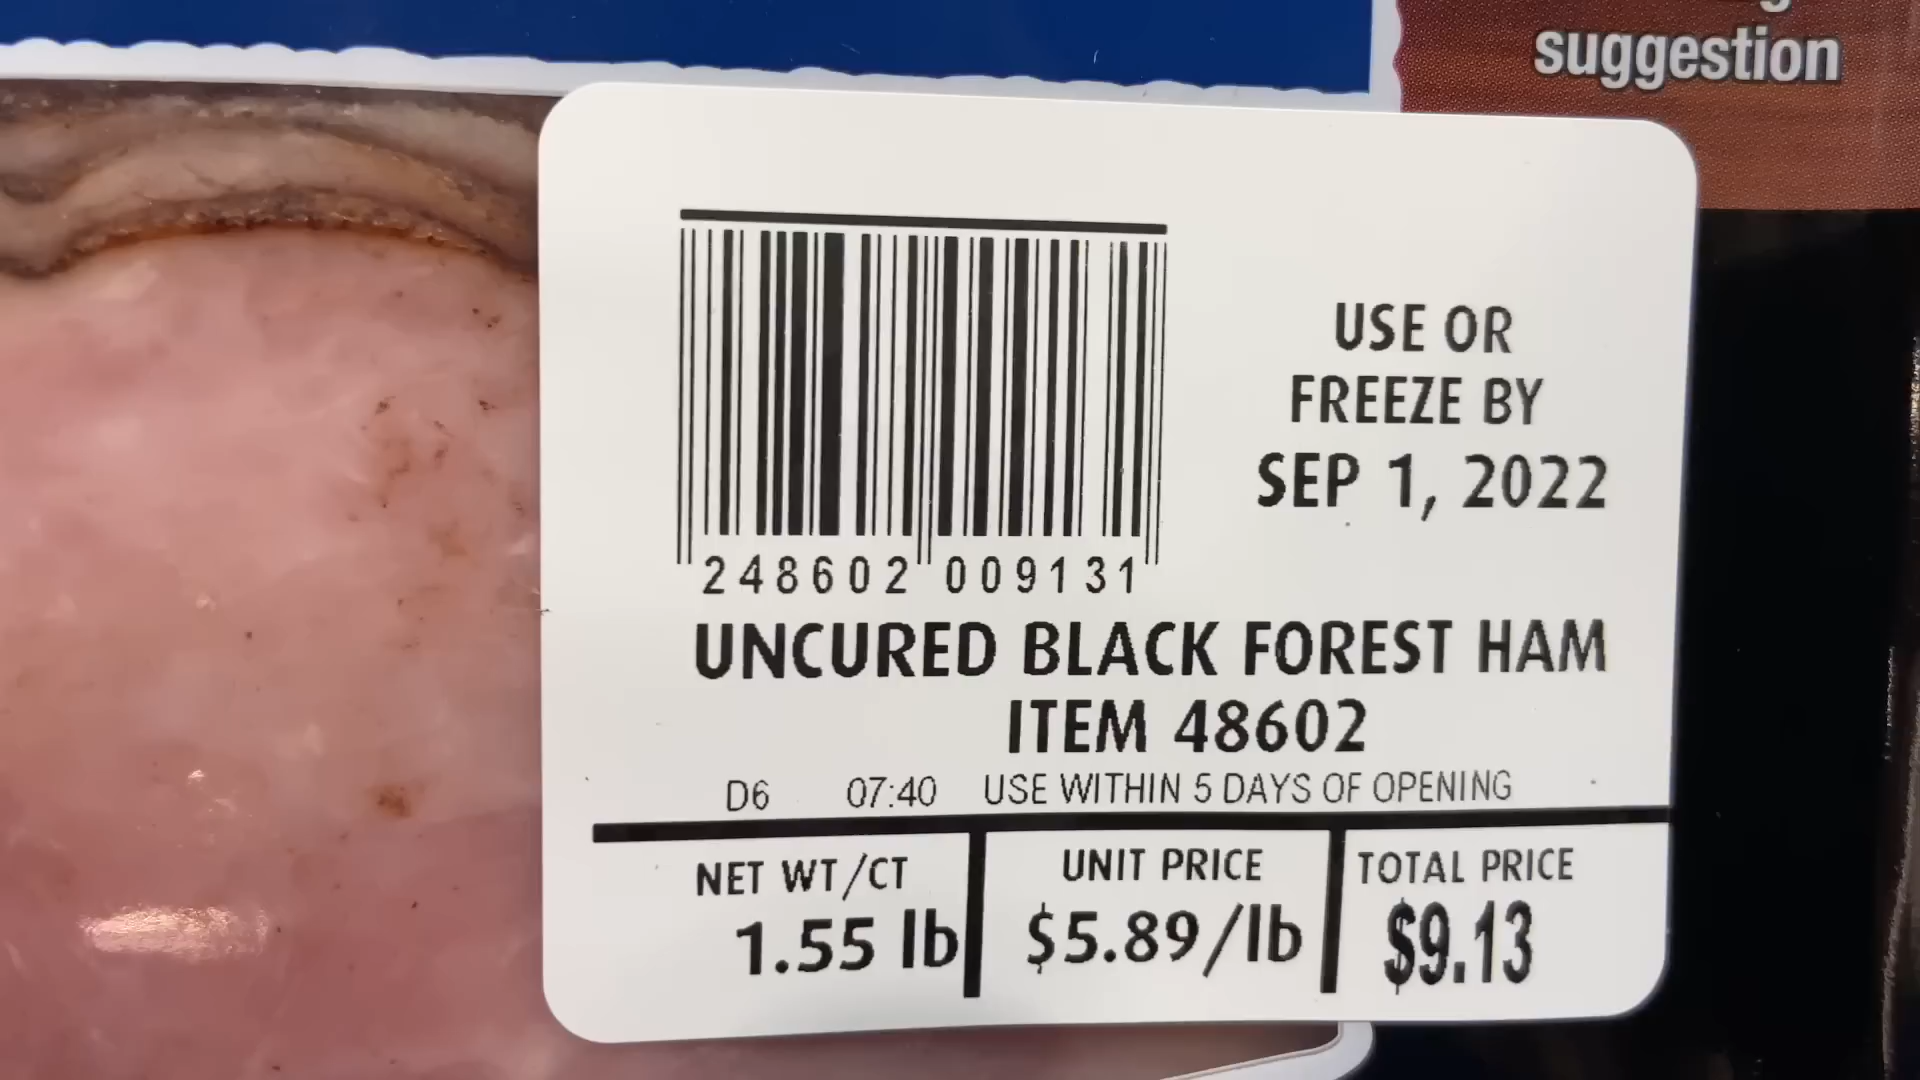 suggestion
USE OR
FREEZE BY
SEP 1, 2022
248602 009131
UNCURED BLACK FOREST HAM
ITEM 48602
D6 07:40 USE WITHIN 5 DAYS OF OPENING
NET WT/CT UNIT PRICE TOTAL PRICE
1.55 lb $5.89/lb $9.13